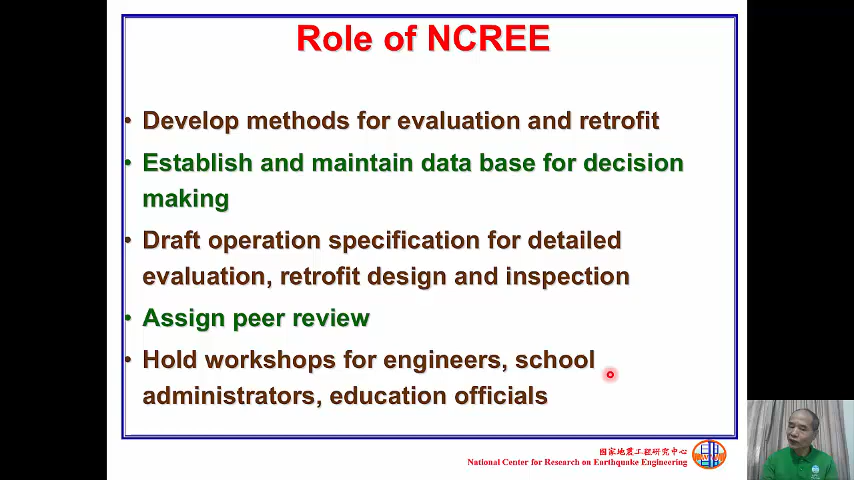 Role of NCREE
• Develop methods for evaluation and retrofit
• Establish and maintain data base for decision
making
• Draft operation specification for detailed
evaluation, retrofit design and inspection
• Assign peer review
• Hold workshops for engineers, school
administrators, education officials
國家地震工程研究中心
National Center for Research on Earthquake Engineering